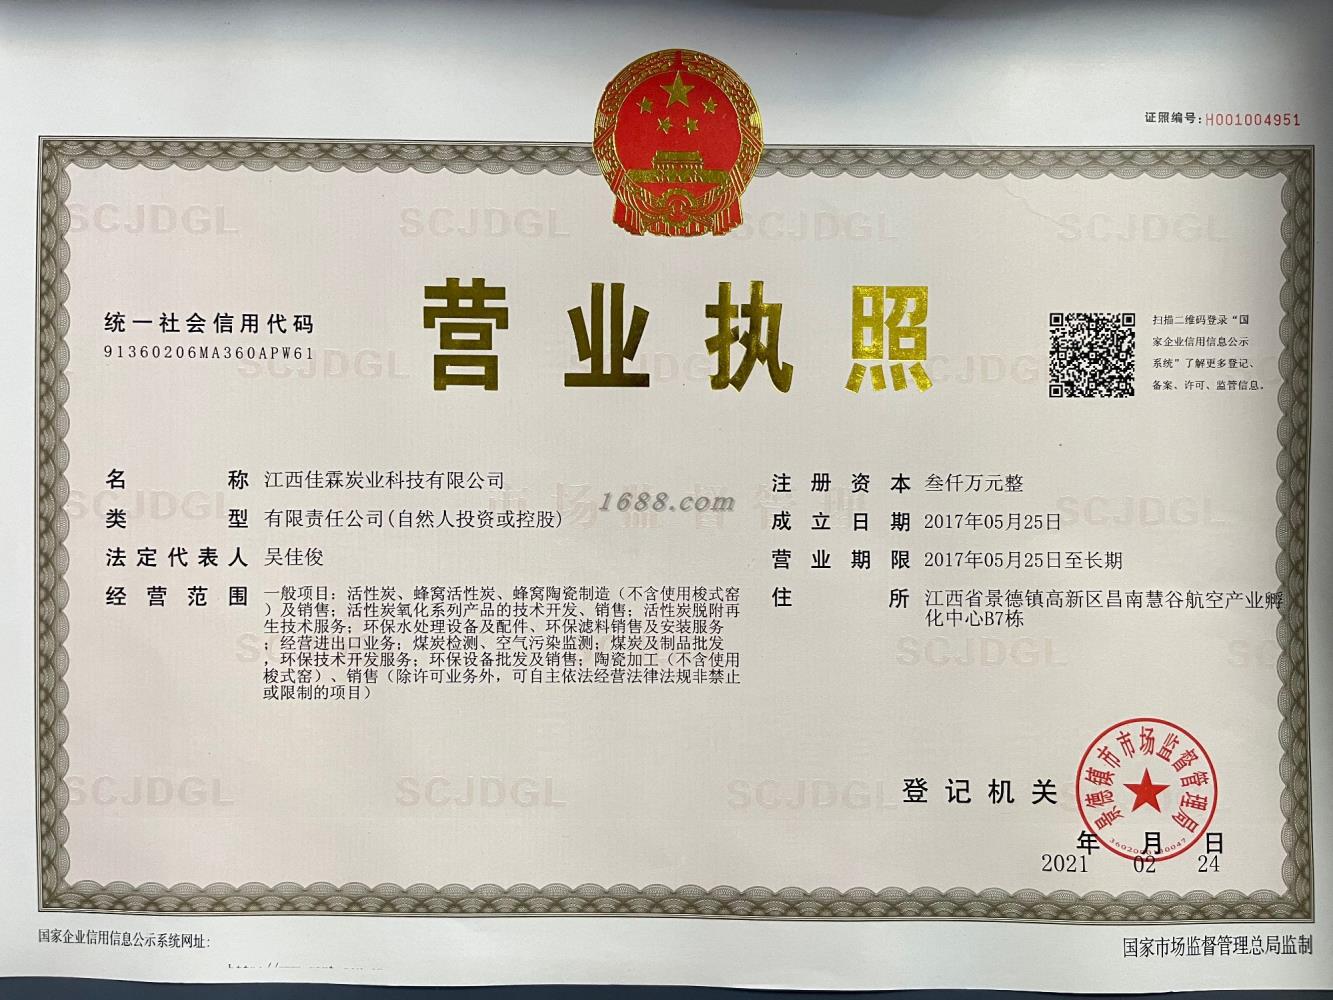 证照编号:H001004951
营业执照
统一社会信用代码
91360206MA360APW61
扫描二维码登录“国
家企业信用信息公示
系统”了解更多登记、
备案、许可、监管信息。
名 称 江西佳霖炭业科技有限公司
类 型 有限责任公司(自然人投资或控股)
法定代表人 吴佳俊
经营范围 一般项目：活性炭、蜂窝活性炭、蜂窝陶瓷制造（不含使用梭式窑
）及销售；活性炭氧化系列产品的技术开发、销售；活性炭脱附再
生技术服务；环保水处理设备及配件、环保滤料销售及安装服务
；经营进出口业务；煤炭检测、空气污染监测；煤炭及制品批发
，环保技术开发服务；环保设备批发及销售；陶瓷加工（不含使用
梭式窑）、销售（除许可业务外，可自主依法经营法律法规非禁止
或限制的项目）
注册资本 叁仟万元整
成立日期 2017年05月25日
营业期限 2017年05月25日至长期
住 所 江西省景德镇高新区昌南慧谷航空产业孵
化中心B7栋
1688.com
市场监督管理
SCJDGL
登记机关
景德镇市市场监督管理局
年 月 日
2021 02 24
国家企业信用信息公示系统网址:
国家市场监督管理总局监制